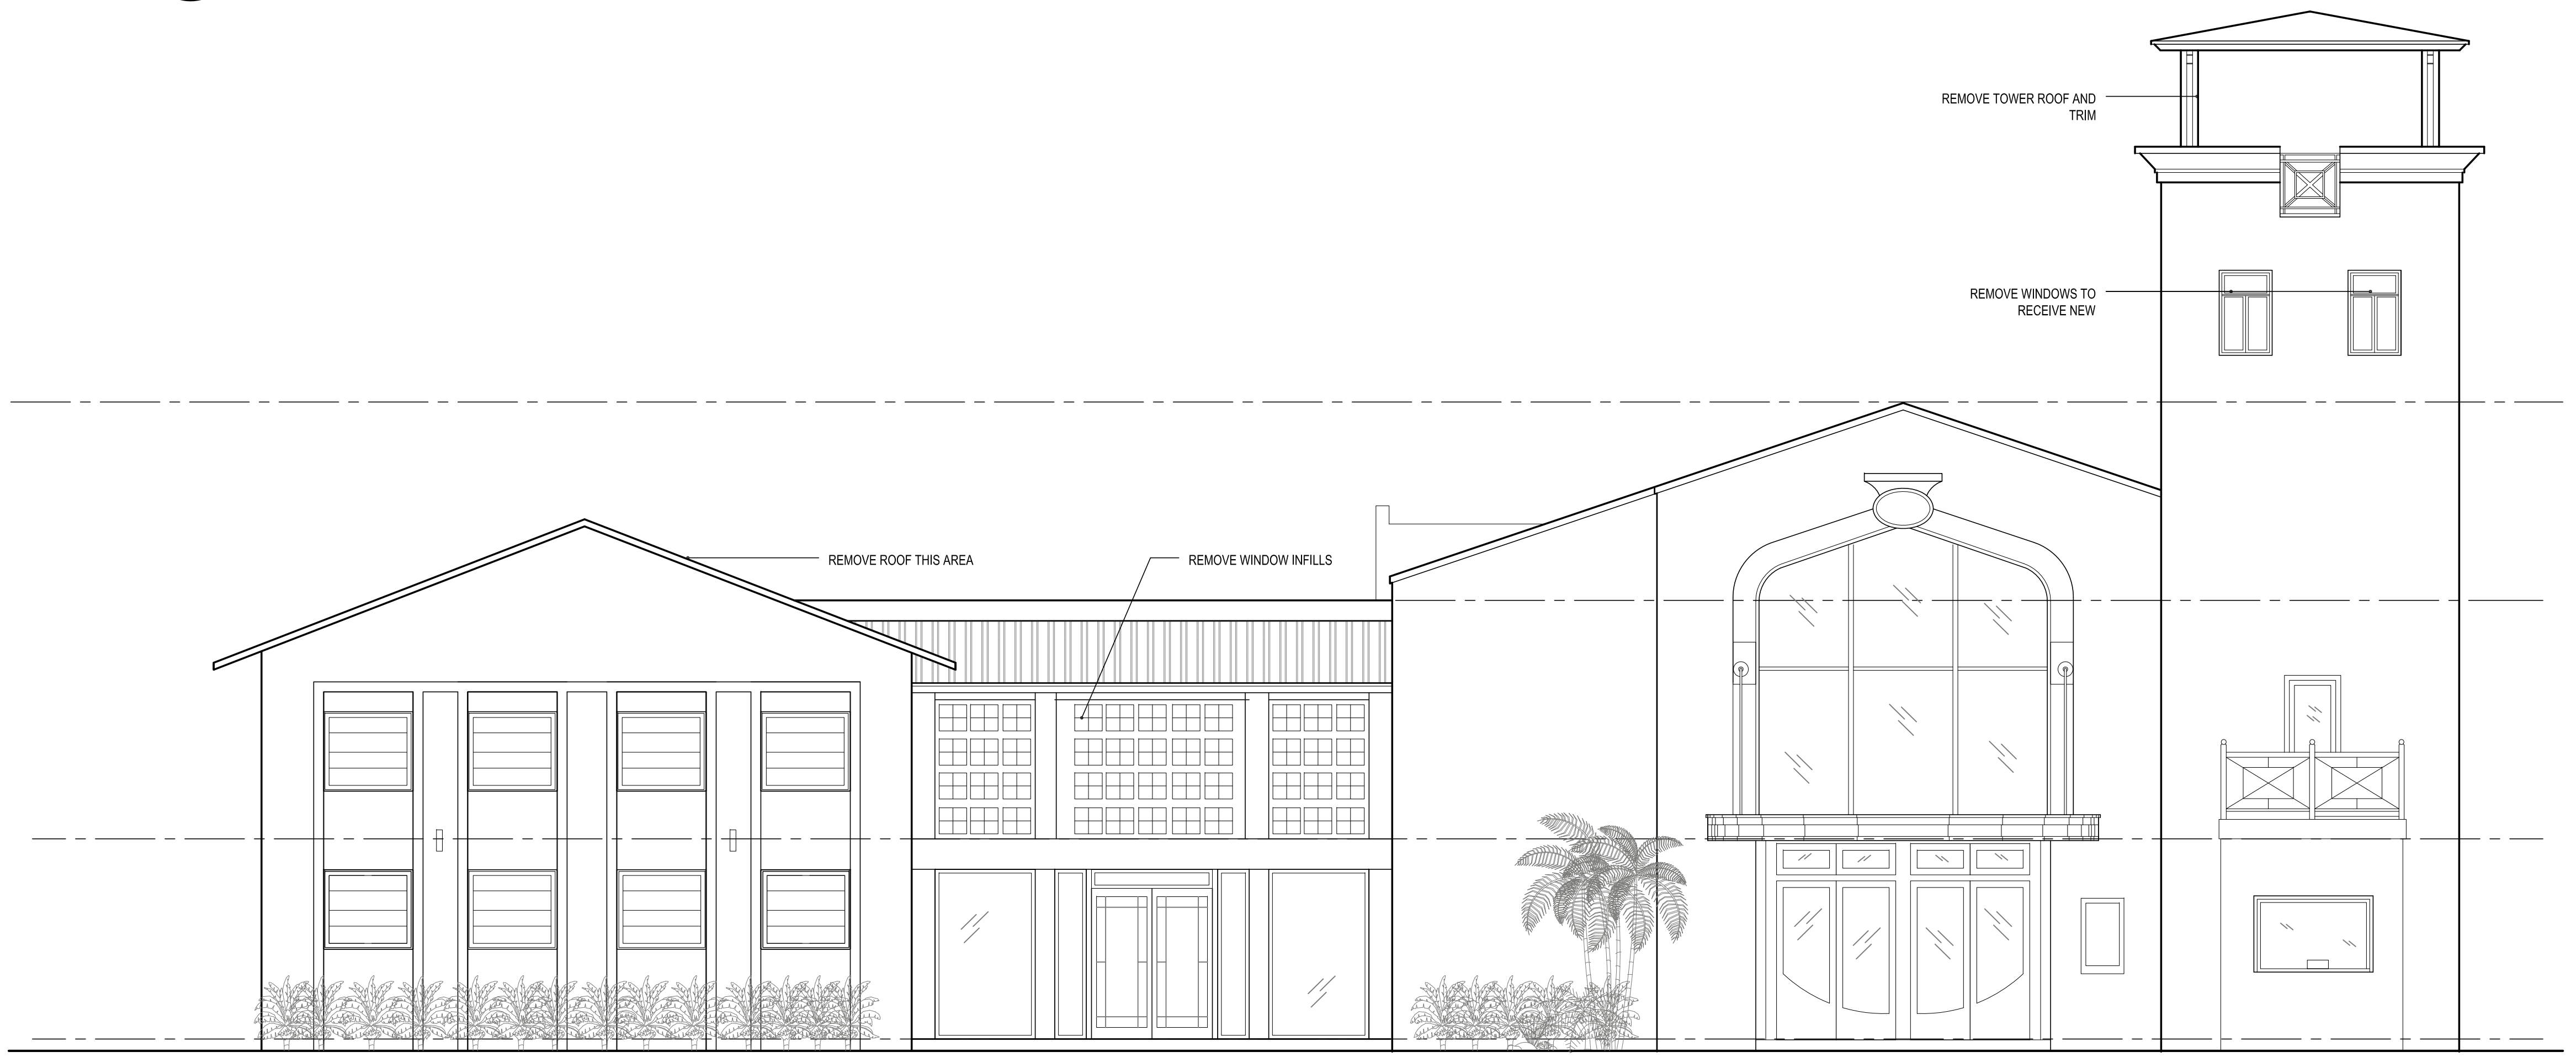 REMOVE TOWER ROOF AND
TRIM
REMOVE WINDOWS TO
RECEIVE NEW
REMOVE ROOF THIS AREA
REMOVE WINDOW INFILLS